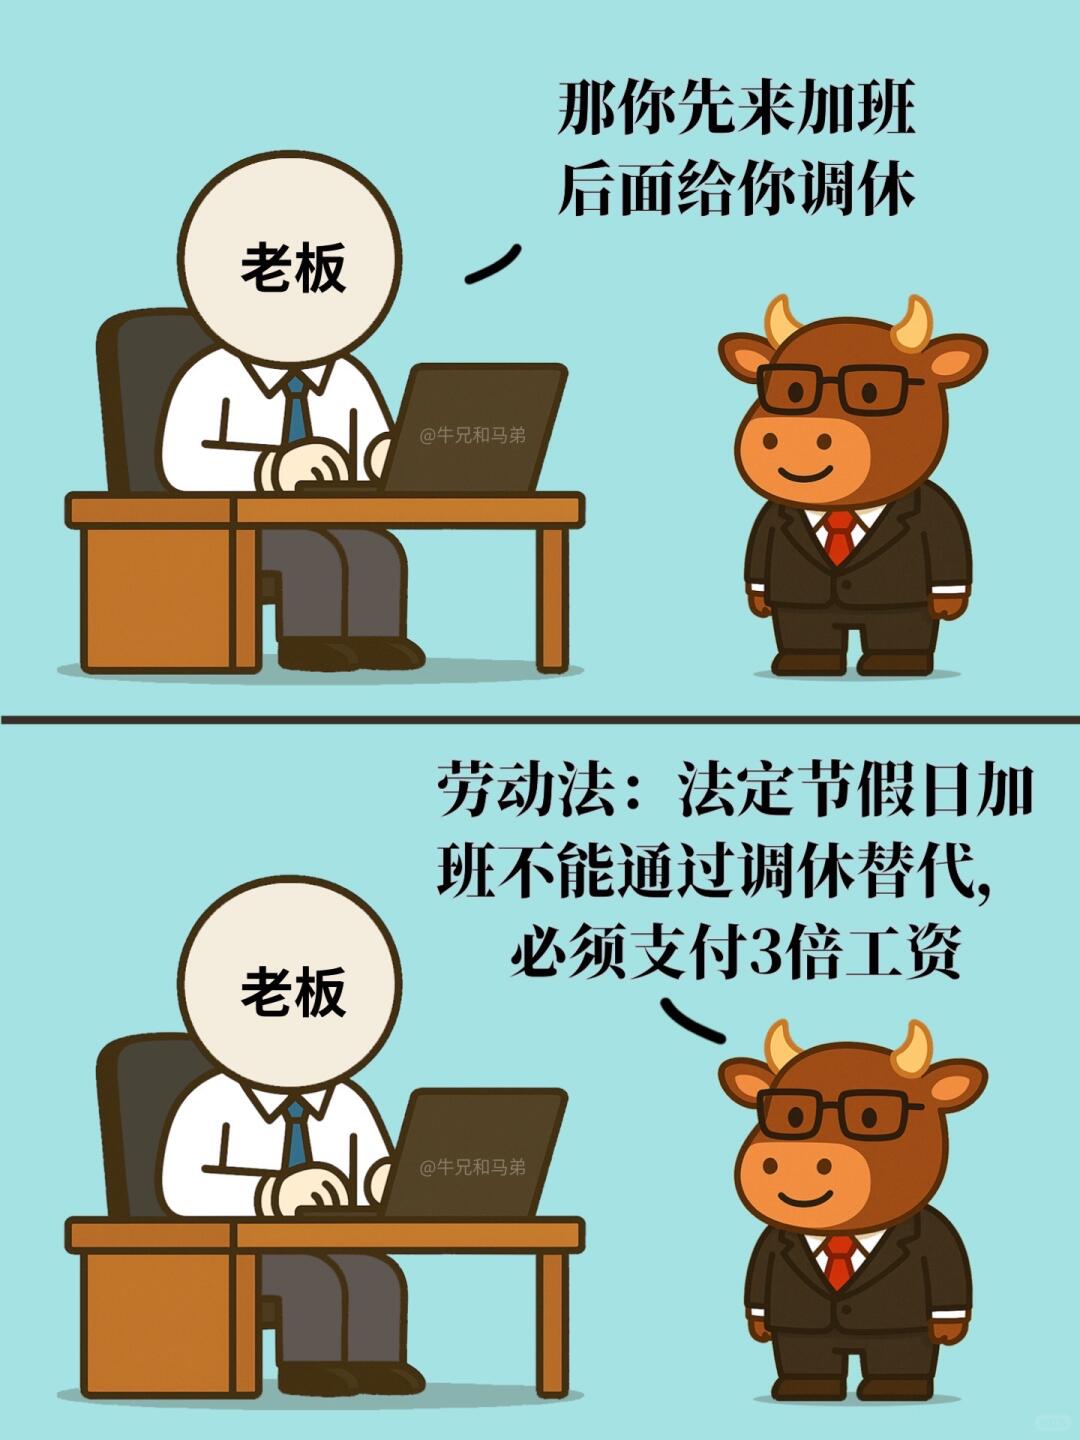 那你先来加班
后面给你调休
老板
@牛兄和马弟
劳动法：法定节假日加
班不能通过调休替代，
必须支付3倍工资
老板
@牛兄和马弟